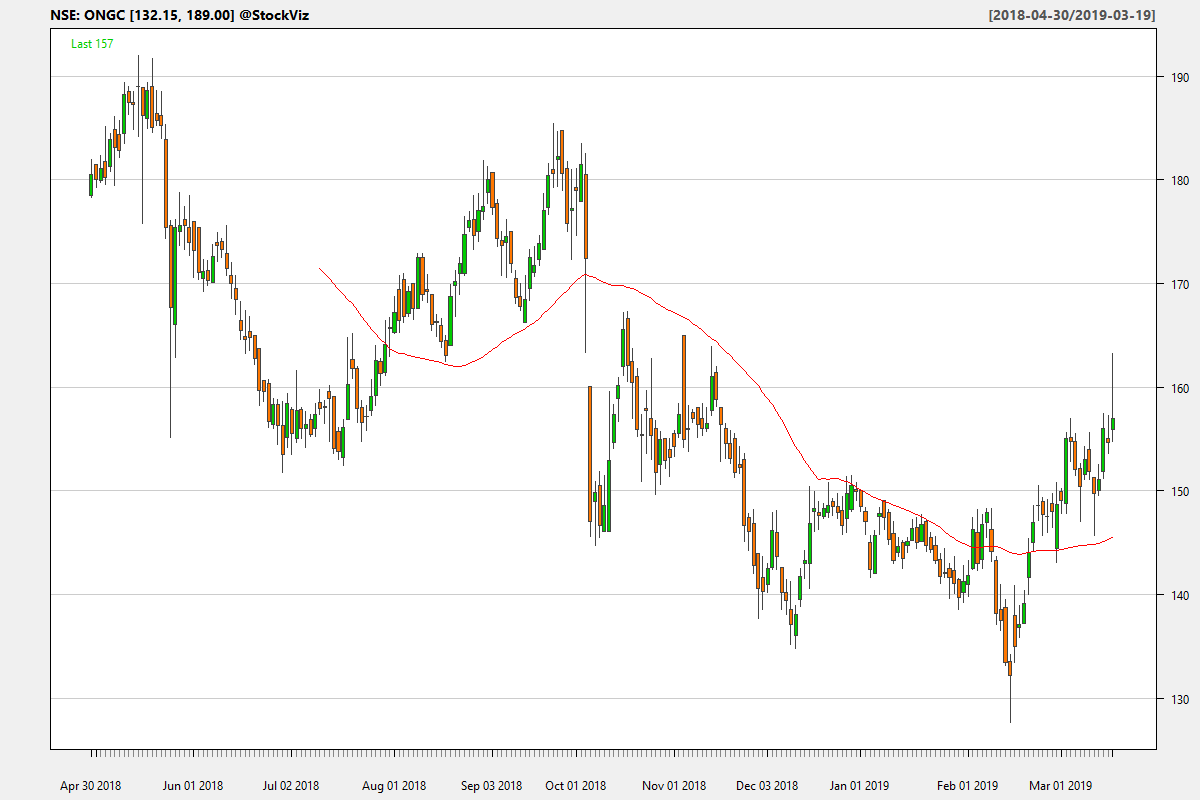 NSE: ONGC [132.15, 189.00] @StockViz [2018-04-30/2019-03-19]
Last 157
190
180
170
160
150
140
130
Apr 30 2018 Jun 01 2018 Jul 02 2018 Aug 01 2018 Sep 03 2018 Oct 01 2018 Nov 01 2018 Dec 03 2018 Jan 01 2019 Feb 01 2019 Mar 01 2019